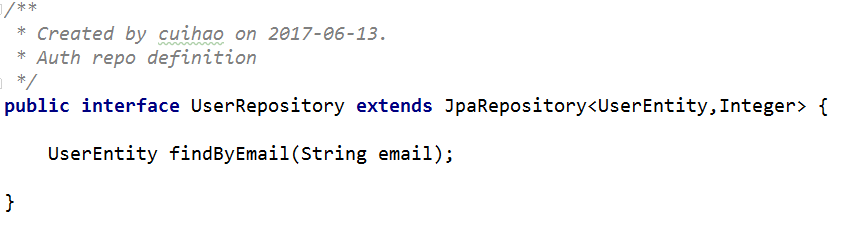 /**
 * Created by cuihao on 2017-06-13.
 * Auth repo definition
 */
public interface UserRepository extends JpaRepository<UserEntity,Integer> {
    UserEntity findByEmail(String email);
}